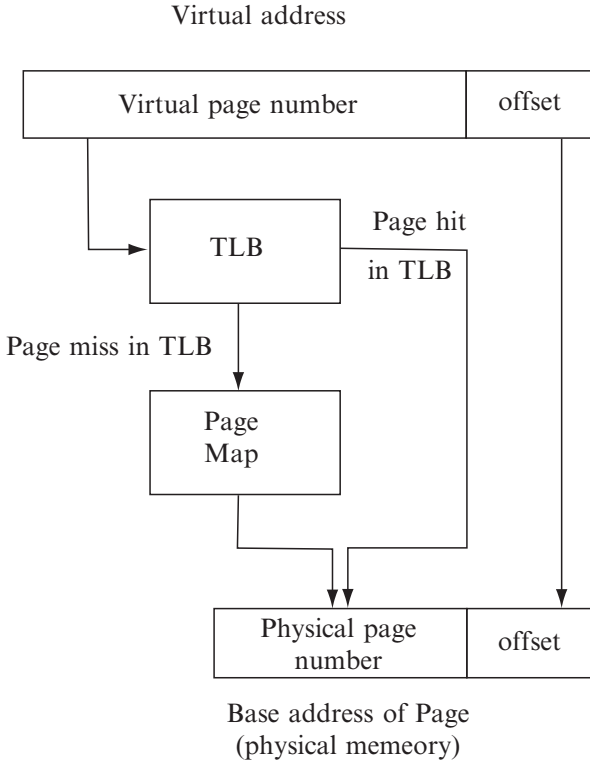 Virtual address
Virtual page number
offset
TLB
Page hit
in TLB
Page miss in TLB
Page
Map
Physical page
number
offset
Base address of Page
(physical memeory)